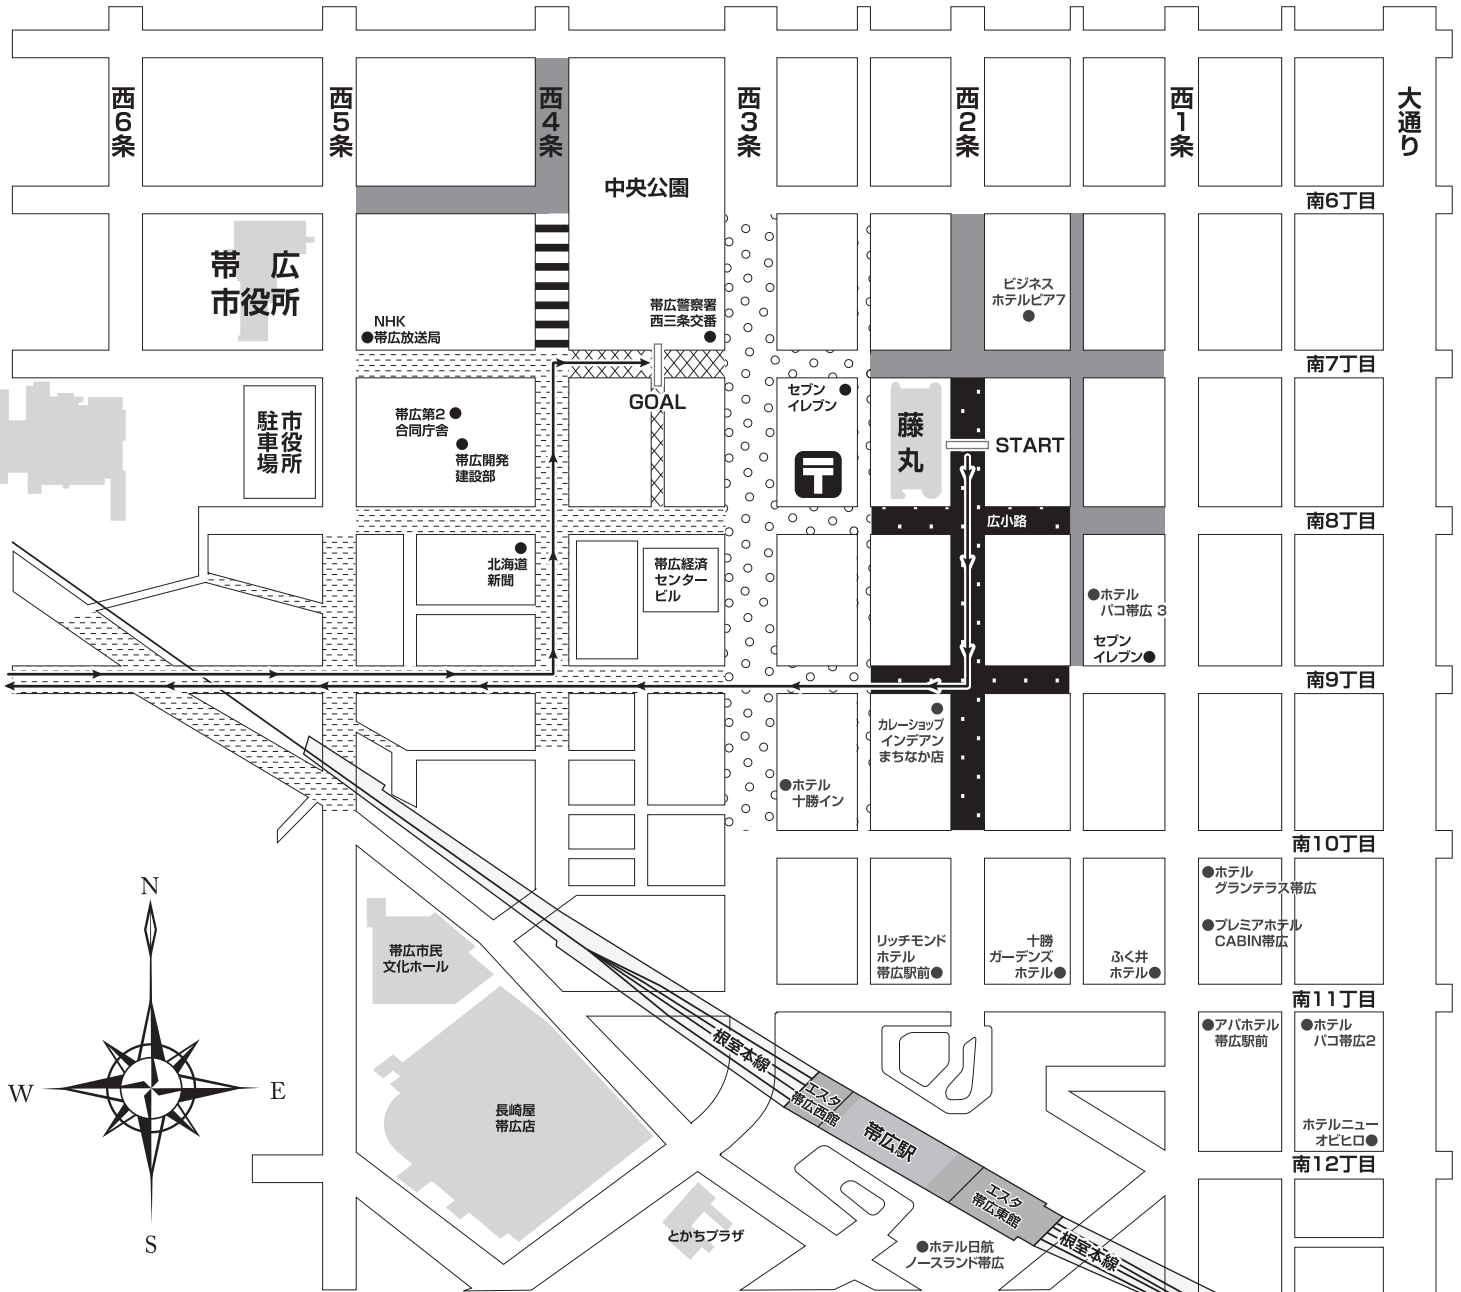 西6条
西5条
西4条
西3条
西2条
西1条
大通り
中央公園
南6丁目
帯 広
市役所
NHK
帯広放送局
帯広警察署
西三条交番
ビジネス
ホテルピア7
南7丁目
市役所
駐車場
帯広第2
合同庁舎
帯広開発
建設部
GOAL
セブン
イレブン
藤丸
START
広小路
南8丁目
北海道
新聞
帯広経済
センター
ビル
ホテル
パコ帯広 3
セブン
イレブン
南9丁目
カレーショップ
インデアン
まちなか店
ホテル
十勝イン
南10丁目
ホテル
グランテラス帯広
プレミアホテル
CABIN帯広
リッチモンド
ホテル
帯広駅前
十勝
ガーデンズ
ホテル
ふく井
ホテル
南11丁目
N
W
E
S
帯広市民
文化ホール
長崎屋
帯広店
根室本線
エスタ
帯広西館
帯広駅
エスタ
帯広東館
根室本線
アパホテル
帯広駅前
ホテル
パコ帯広2
ホテルニュー
オビヒロ
南12丁目
とかちプラザ
ホテル日航
ノースランド帯広